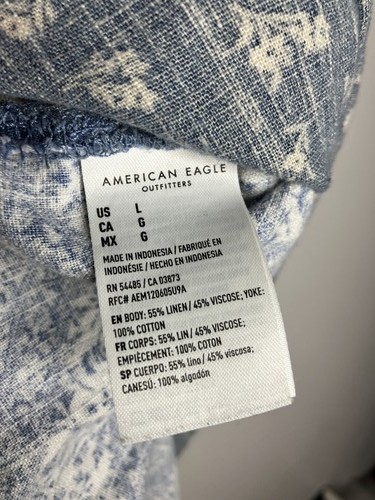 AMERICAN EAGLE
OUTFITTERS
US L
CA G
MX G
MADE IN INDONESIA / FABRIQUÉ EN
INDONÉSIE / HECHO EN INDONESIA
RN 54485 / CA 03873
RFC# AEM120605U9A
EN BODY: 55% LINEN / 45% VISCOSE; YOKE:
100% COTTON
FR CORPS: 55% LIN / 45% VISCOSE;
EMPIÈCEMENT: 100% COTON
SP CUERPO: 55% lino / 45% viscosa;
CANESÚ: 100% algodón